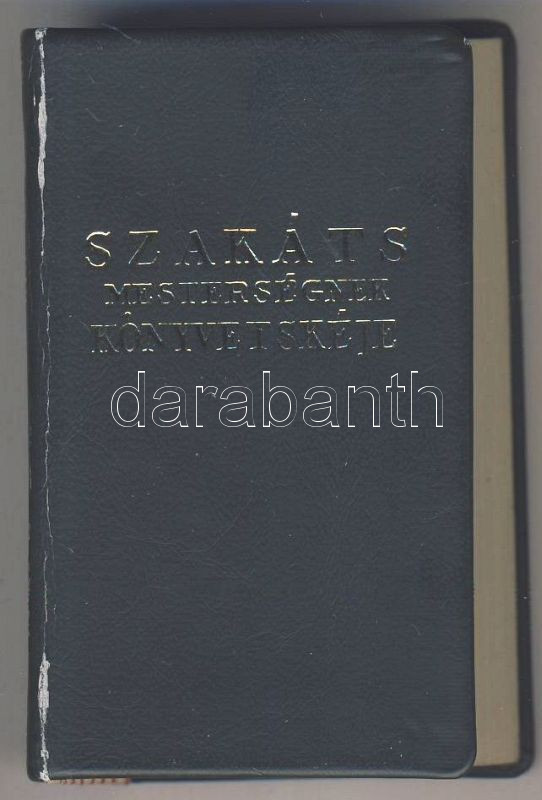 SZAKÁTS
MESTERSÉGNEK
KÖNYVETSKÉJE
darabanth